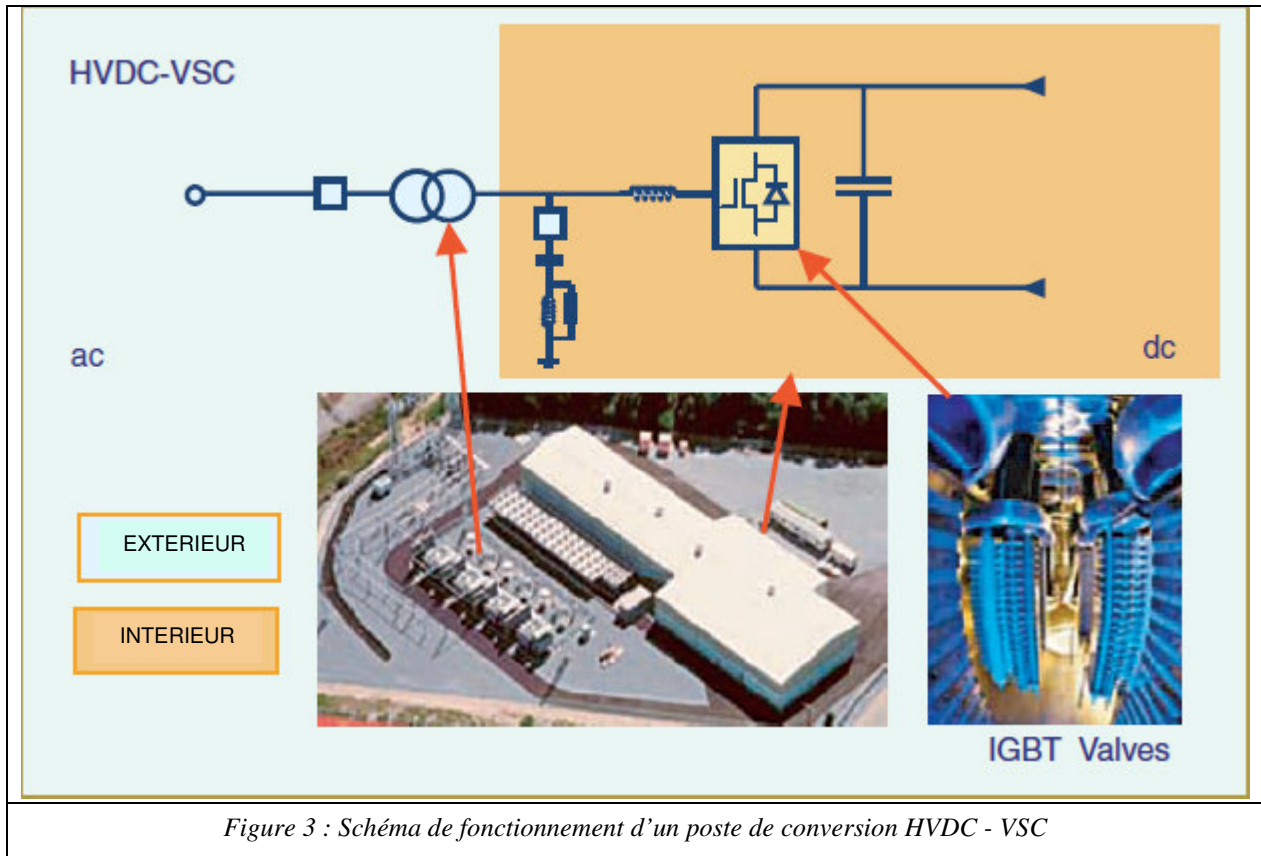 HVDC-VSC
ac
dc
EXTERIEUR
INTERIEUR
IGBT Valves
Figure 3 : Schéma de fonctionnement d'un poste de conversion HVDC - VSC